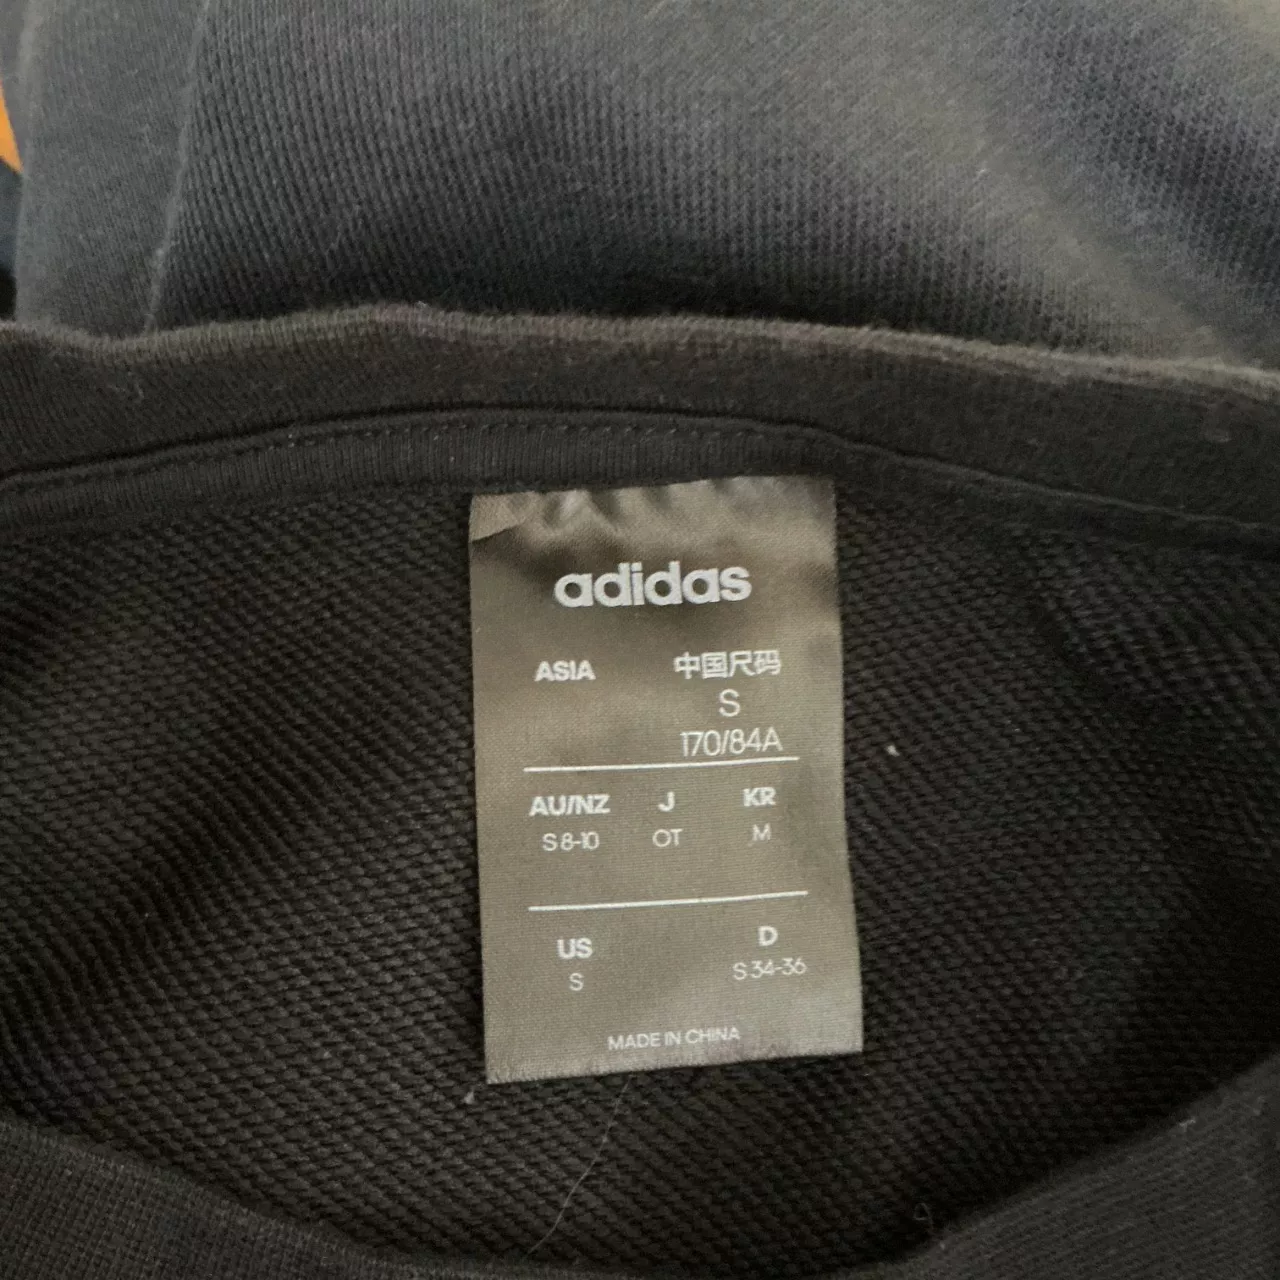 adidas
ASIA 中国尺码
S
170/84A
AU/NZ J KR
S 8-10 OT M
US D
S S 34-36
MADE IN CHINA